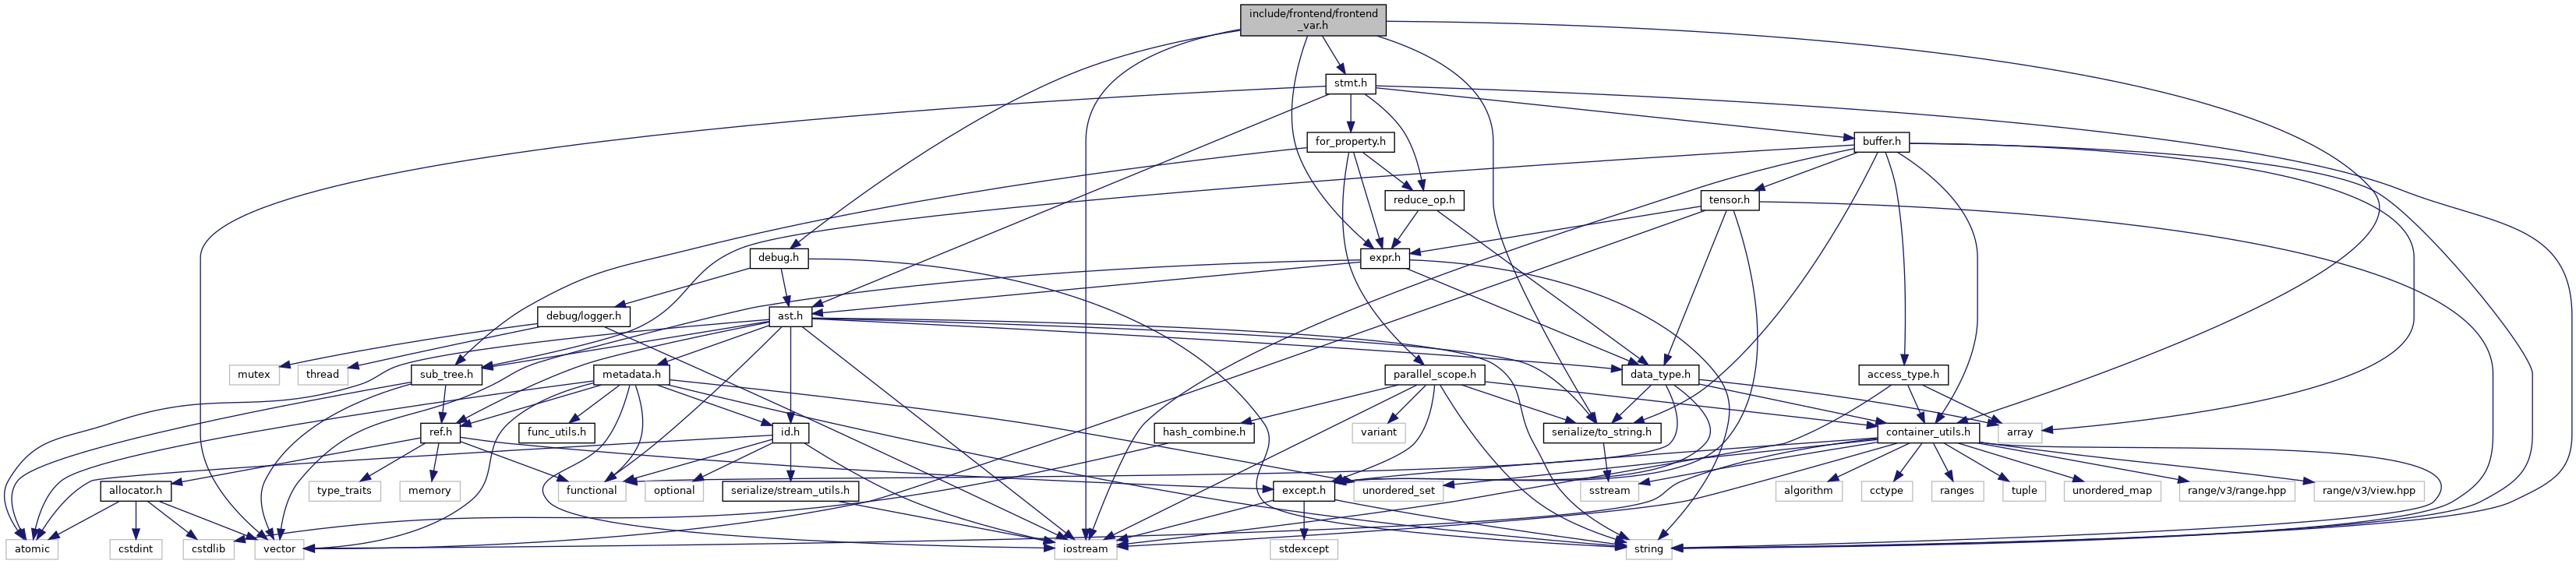 include/frontend/frontend
_var.h
stmt.h
for_property.h
buffer.h
reduce_op.h
tensor.h
debug.h
expr.h
debug/logger.h
ast.h
mutex
thread
sub_tree.h
metadata.h
parallel_scope.h
data_type.h
access_type.h
ref.h
func_utils.h
id.h
hash_combine.h
variant
serialize/to_string.h
container_utils.h
array
allocator.h
type_traits
memory
functional
optional
serialize/stream_utils.h
except.h
unordered_set
sstream
algorithm
cctype
ranges
tuple
unordered_map
range/v3/range.hpp
range/v3/view.hpp
atomic
cstdint
cstdlib
vector
iostream
stdexcept
string